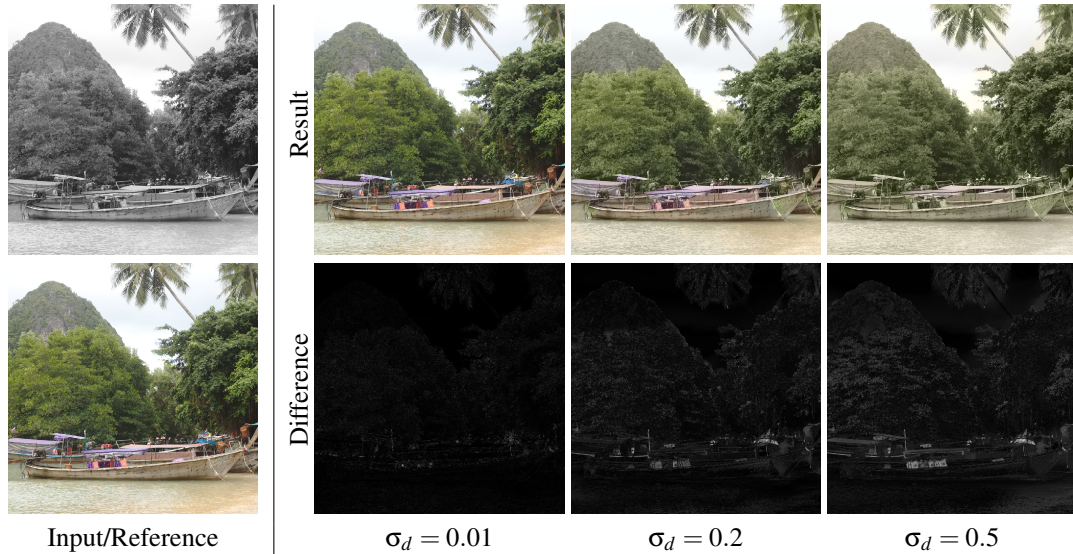 Result
Difference
Input/Reference
σ_d = 0.01
σ_d = 0.2
σ_d = 0.5